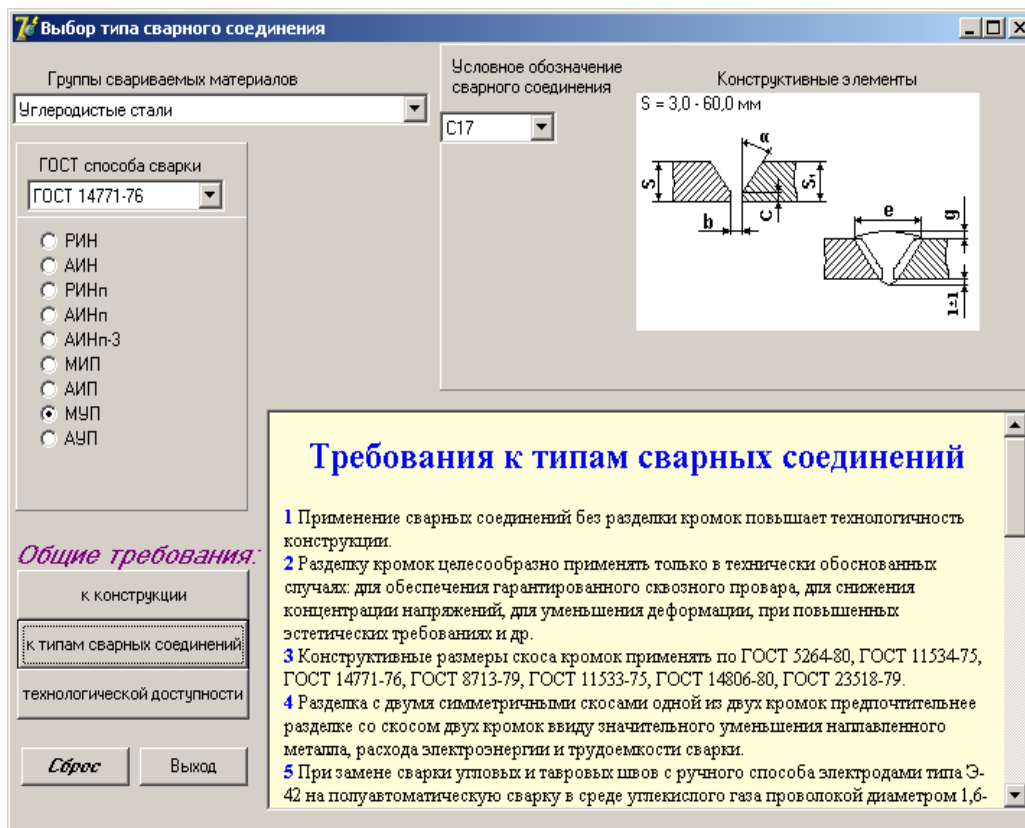 Выбор типа сварного соединения
Группы свариваемых материалов
Углеродистые стали
ГОСТ способа сварки
ГОСТ 14771-76
РИН
АИН
РИНп
АИНп
АИНп-3
МИП
АИП
МУП
АУП
Условное обозначение
сварного соединения
С17
Конструктивные элементы
S = 3,0 - 60,0 мм
α
S
S₁
b
c
e
g
1±1
Общие требования:
к конструкции
к типам сварных соединений
технологической доступности
Сброс
Выход
Требования к типам сварных соединений
1 Применение сварных соединений без разделки кромок повышает технологичность
конструкции.
2 Разделку кромок целесообразно применять только в технически обоснованных
случаях: для обеспечения гарантированного сквозного провара, для снижения
концентрации напряжений, для уменьшения деформации, при повышенных
эстетических требованиях и др.
3 Конструктивные размеры скоса кромок применять по ГОСТ 5264-80, ГОСТ 11534-75,
ГОСТ 14771-76, ГОСТ 8713-79, ГОСТ 11533-75, ГОСТ 14806-80, ГОСТ 23518-79.
4 Разделка с двумя симметричными скосами одной из двух кромок предпочтительнее
разделке со скосом двух кромок ввиду значительного уменьшения наплавленного
металла, расхода электроэнергии и трудоемкости сварки.
5 При замене сварки угловых и тавровых швов с ручного способа электродами типа Э-
42 на полуавтоматическую сварку в среде углекислого газа проволокой диаметром 1,6-